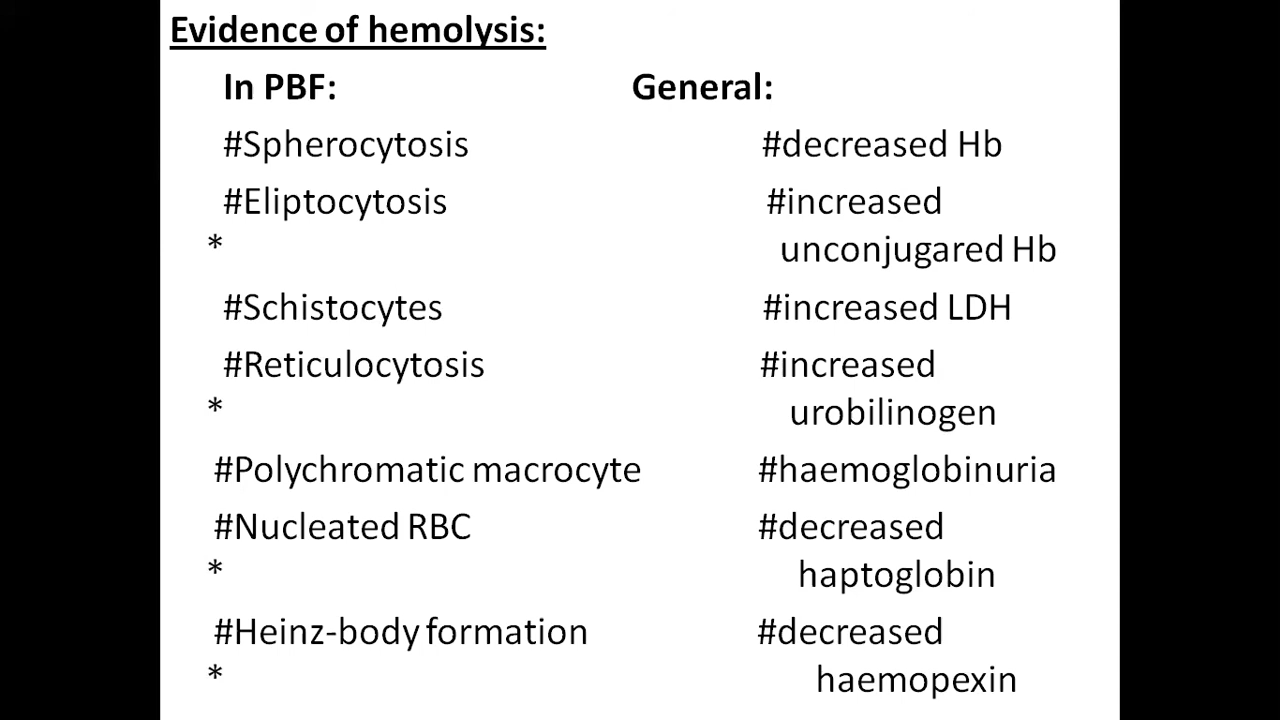 Evidence of hemolysis:
In PBF: General:
#Spherocytosis #decreased Hb
#Eliptocytosis #increased
* unconjugared Hb
#Schistocytes #increased LDH
#Reticulocytosis #increased
* urobilinogen
#Polychromatic macrocyte #haemoglobinuria
#Nucleated RBC #decreased
* haptoglobin
#Heinz-body formation #decreased
* haemopexin